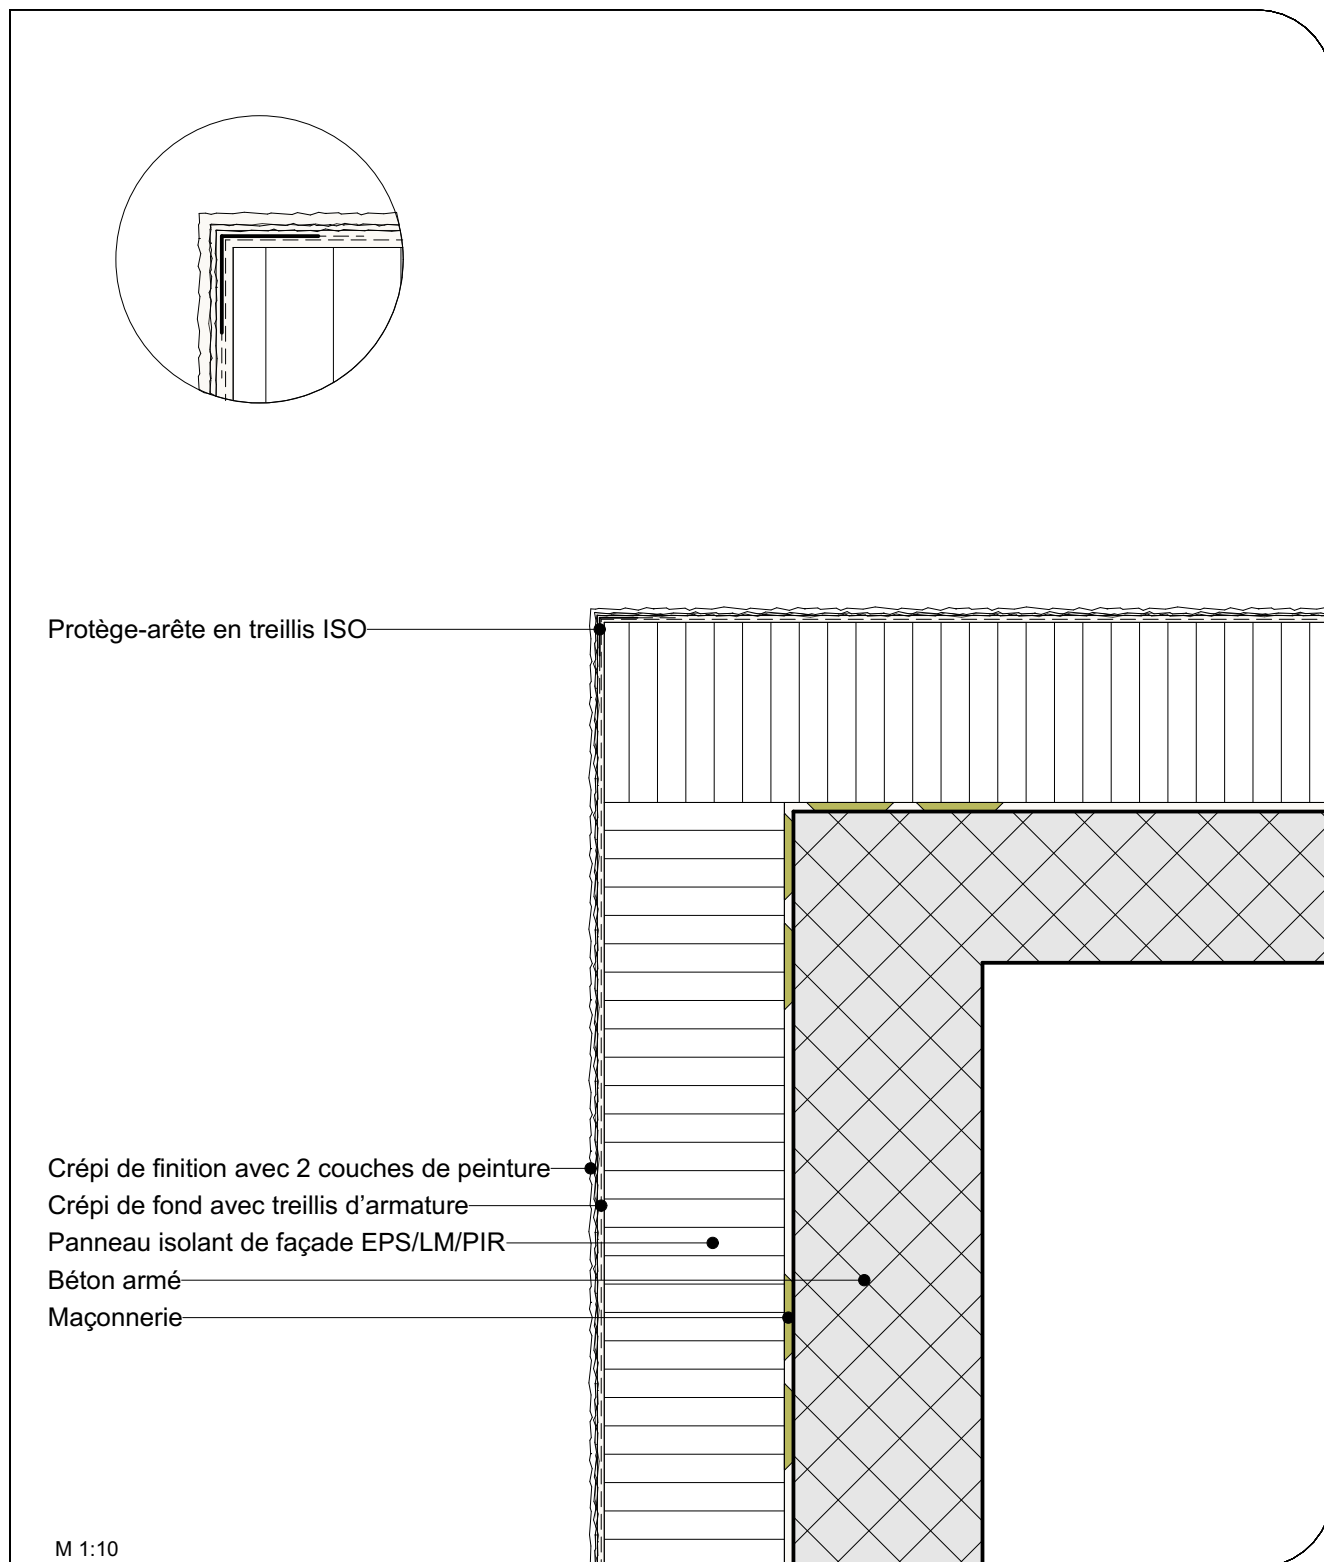 Protège-arête en treillis ISO
Crépi de finition avec 2 couches de peinture
Crépi de fond avec treillis d’armature
Panneau isolant de façade EPS/LM/PIR
Béton armé
Maçonnerie
M 1:10